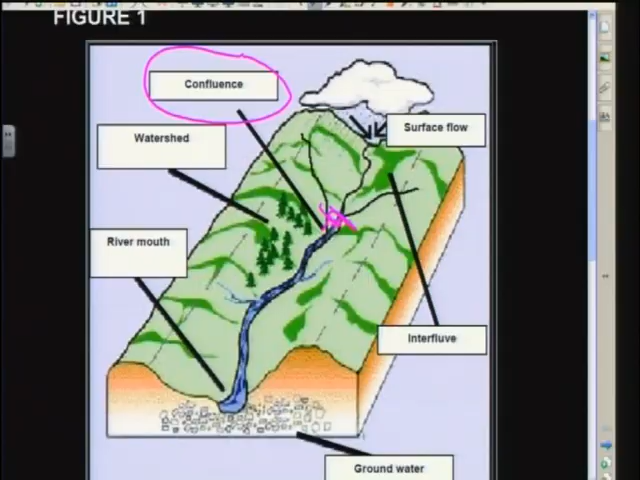 FIGURE 1
Confluence
Surface flow
Watershed
River mouth
Interfluve
Ground water